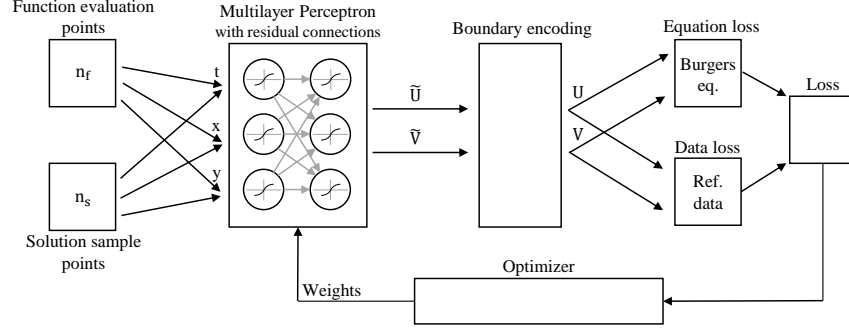 Function evaluation
points
n_f
n_s
Solution sample
points
t
x
y
Multilayer Perceptron
with residual connections
Ũ
Ṽ
Boundary encoding
U
V
Equation loss
Burgers
eq.
Data loss
Ref.
data
Loss
Optimizer
Weights